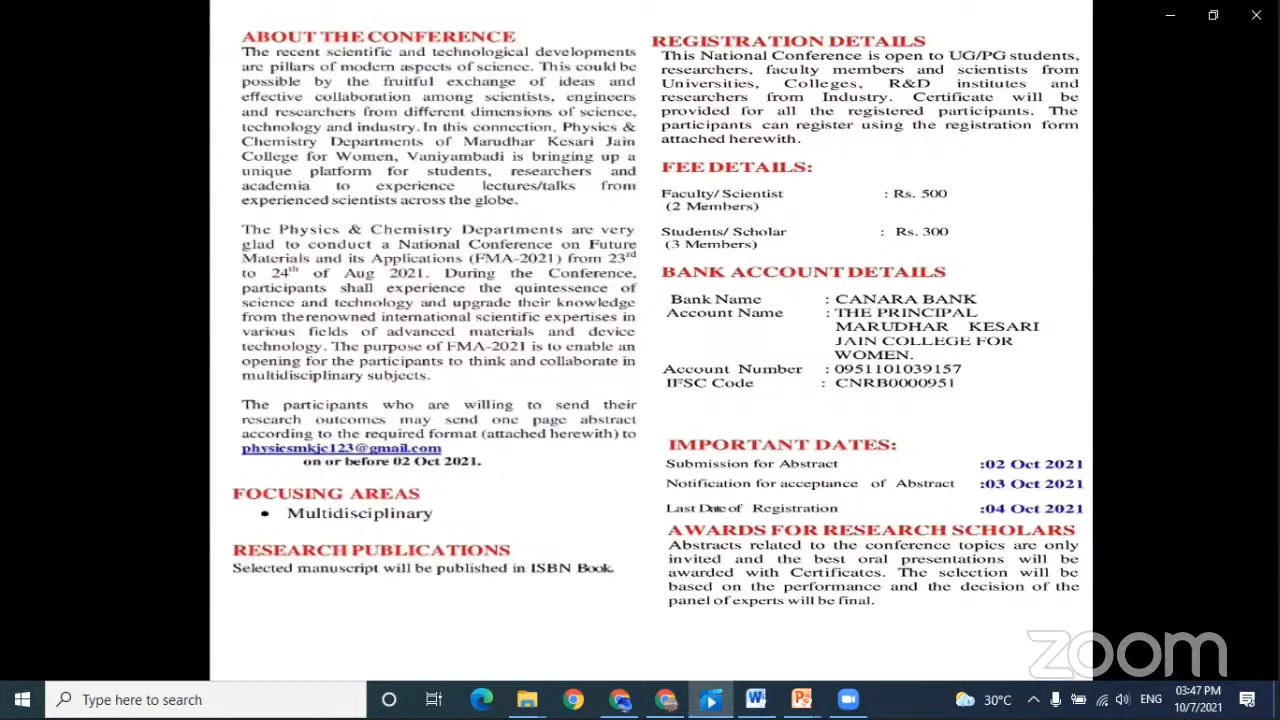 ABOUT THE CONFERENCE
The recent scientific and technological developments
are pillars of modern aspects of science. This could be
possible by the fruitful exchange of ideas and
effective collaboration among scientists, engineers
and researchers from different dimensions of science,
technology and industry. In this connection, Physics &
Chemistry Departments of Marudhar Kesari Jain
College for Women, Vaniyambadi is bringing up a
unique platform for students, researchers and
academia to experience lectures/talks from
experienced scientists across the globe.
The Physics & Chemistry Departments are very
glad to conduct a National Conference on Future
Materials and its Applications (FMA-2021) from 23rd
to 24th of Aug 2021. During the Conference,
participants shall experience the quintessence of
science and technology and upgrade their knowledge
from the renowned international scientific expertises in
various fields of advanced materials and device
technology. The purpose of FMA-2021 is to enable an
opening for the participants to think and collaborate in
multidisciplinary subjects.
The participants who are willing to send their
research outcomes may send one page abstract
according to the required format (attached herewith) to
physicsmkjc123@gmail.com
on or before 02 Oct 2021.
FOCUSING AREAS
• Multidisciplinary
RESEARCH PUBLICATIONS
Selected manuscript will be published in ISBN Book.
REGISTRATION DETAILS
This National Conference is open to UG/PG students,
researchers, faculty members and scientists from
Universities, Colleges, R&D institutes and
researchers from Industry. Certificate will be
provided for all the registered participants. The
participants can register using the registration form
attached herewith.
FEE DETAILS:
Faculty/ Scientist : Rs. 500
(2 Members)
Students/ Scholar : Rs. 300
(3 Members)
BANK ACCOUNT DETAILS
Bank Name : CANARA BANK
Account Name : THE PRINCIPAL
MARUDHAR KESARI
JAIN COLLEGE FOR
WOMEN.
Account Number : 0951101039157
IFSC Code : CNRB0000951
IMPORTANT DATES:
Submission for Abstract :02 Oct 2021
Notification for acceptance of Abstract :03 Oct 2021
Last Date of Registration :04 Oct 2021
AWARDS FOR RESEARCH SCHOLARS
Abstracts related to the conference topics are only
invited and the best oral presentations will be
awarded with Certificates. The selection will be
based on the performance and the decision of the
panel of experts will be final.
zoom
Type here to search
30°C
ENG
03:47 PM
10/7/2021